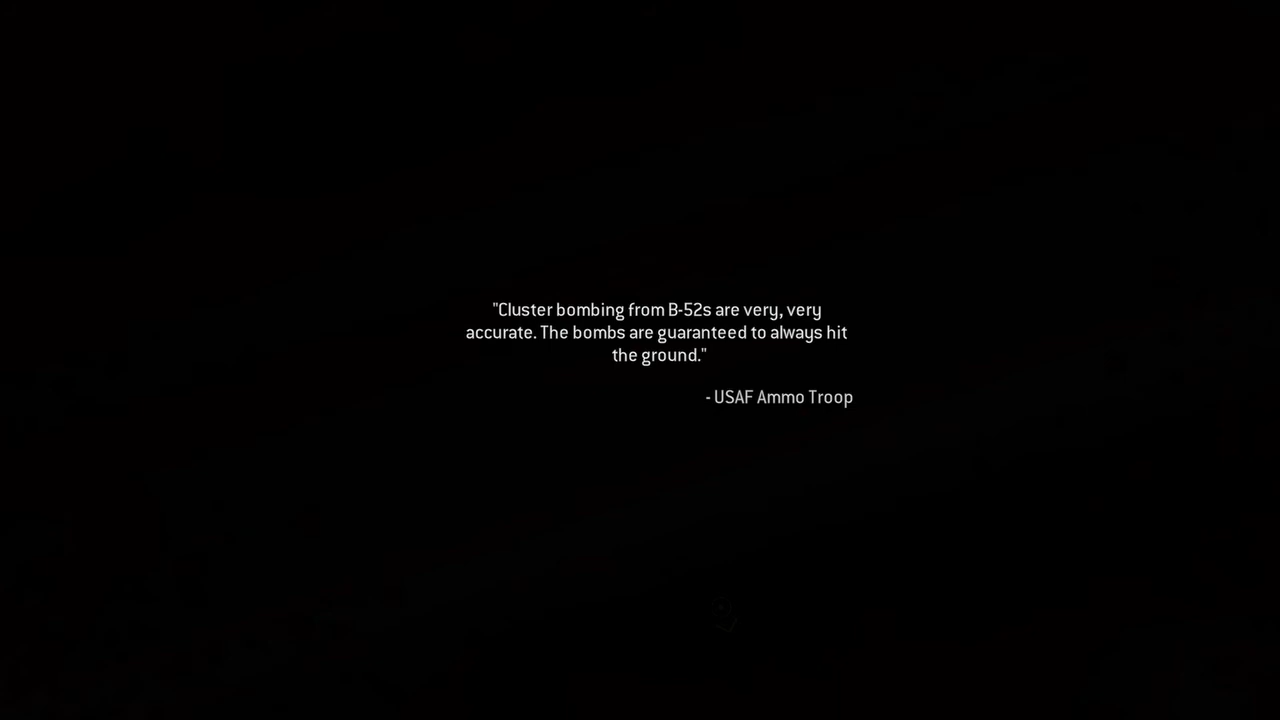 "Cluster bombing from B-52s are very, very
accurate. The bombs are guaranteed to always hit
the ground."
- USAF Ammo Troop